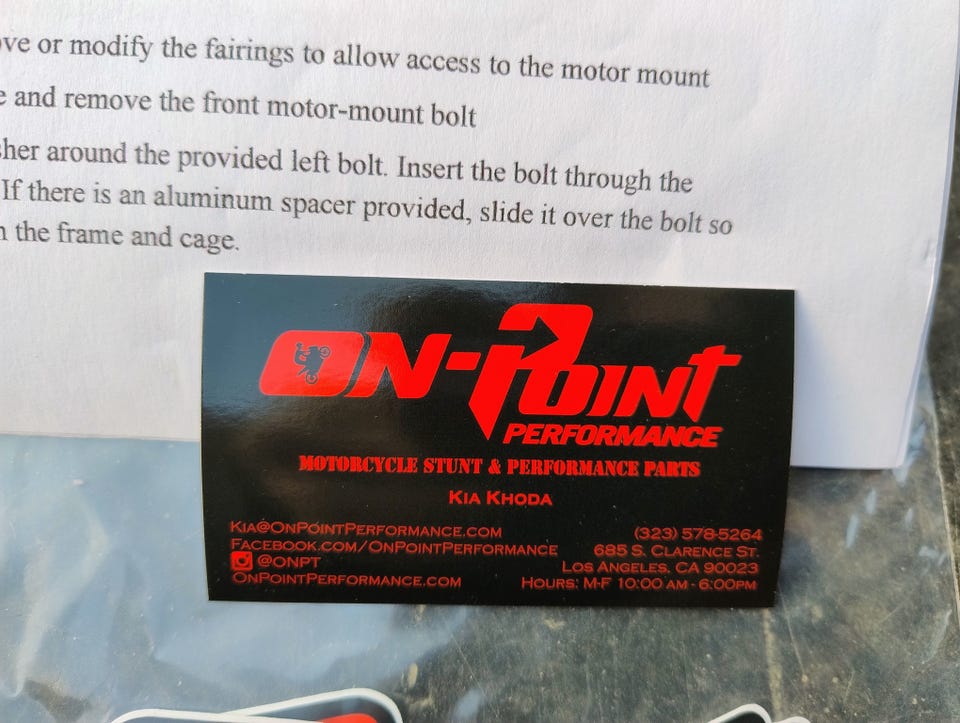 or modify the fairings to allow access to the motor mount
and remove the front motor-mount bolt
around the provided left bolt. Insert the bolt through the
If there is an aluminum spacer provided, slide it over the bolt so
the frame and cage.
ON-POINT
PERFORMANCE
MOTORCYCLE STUNT & PERFORMANCE PARTS
KIA KHODA
KIA@ONPOINTPERFORMANCE.COM
FACEBOOK.COM/ONPOINTPERFORMANCE
@ONPT
ONPOINTPERFORMANCE.COM
(323) 578-5264
685 S. CLARENCE ST.
LOS ANGELES, CA 90023
HOURS: M-F 10:00 AM - 6:00PM